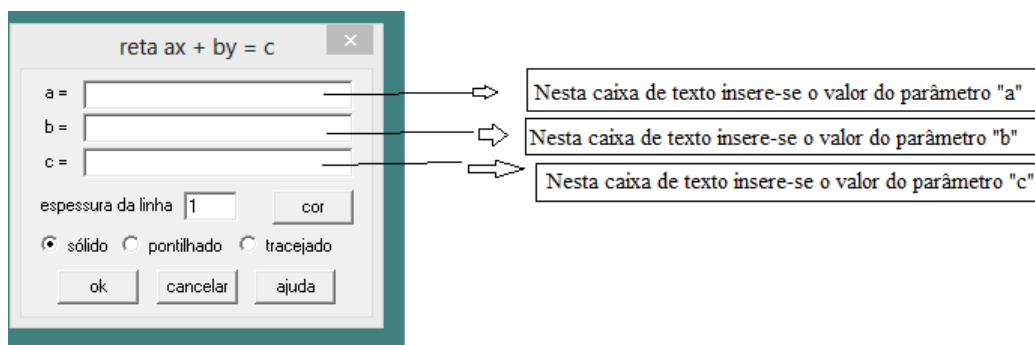 reta ax + by = c
a =
Nesta caixa de texto insere-se o valor do parâmetro "a"
b =
Nesta caixa de texto insere-se o valor do parâmetro "b"
c =
Nesta caixa de texto insere-se o valor do parâmetro "c"
espessura da linha 1 cor
sólido pontilhado tracejado
ok cancelar ajuda